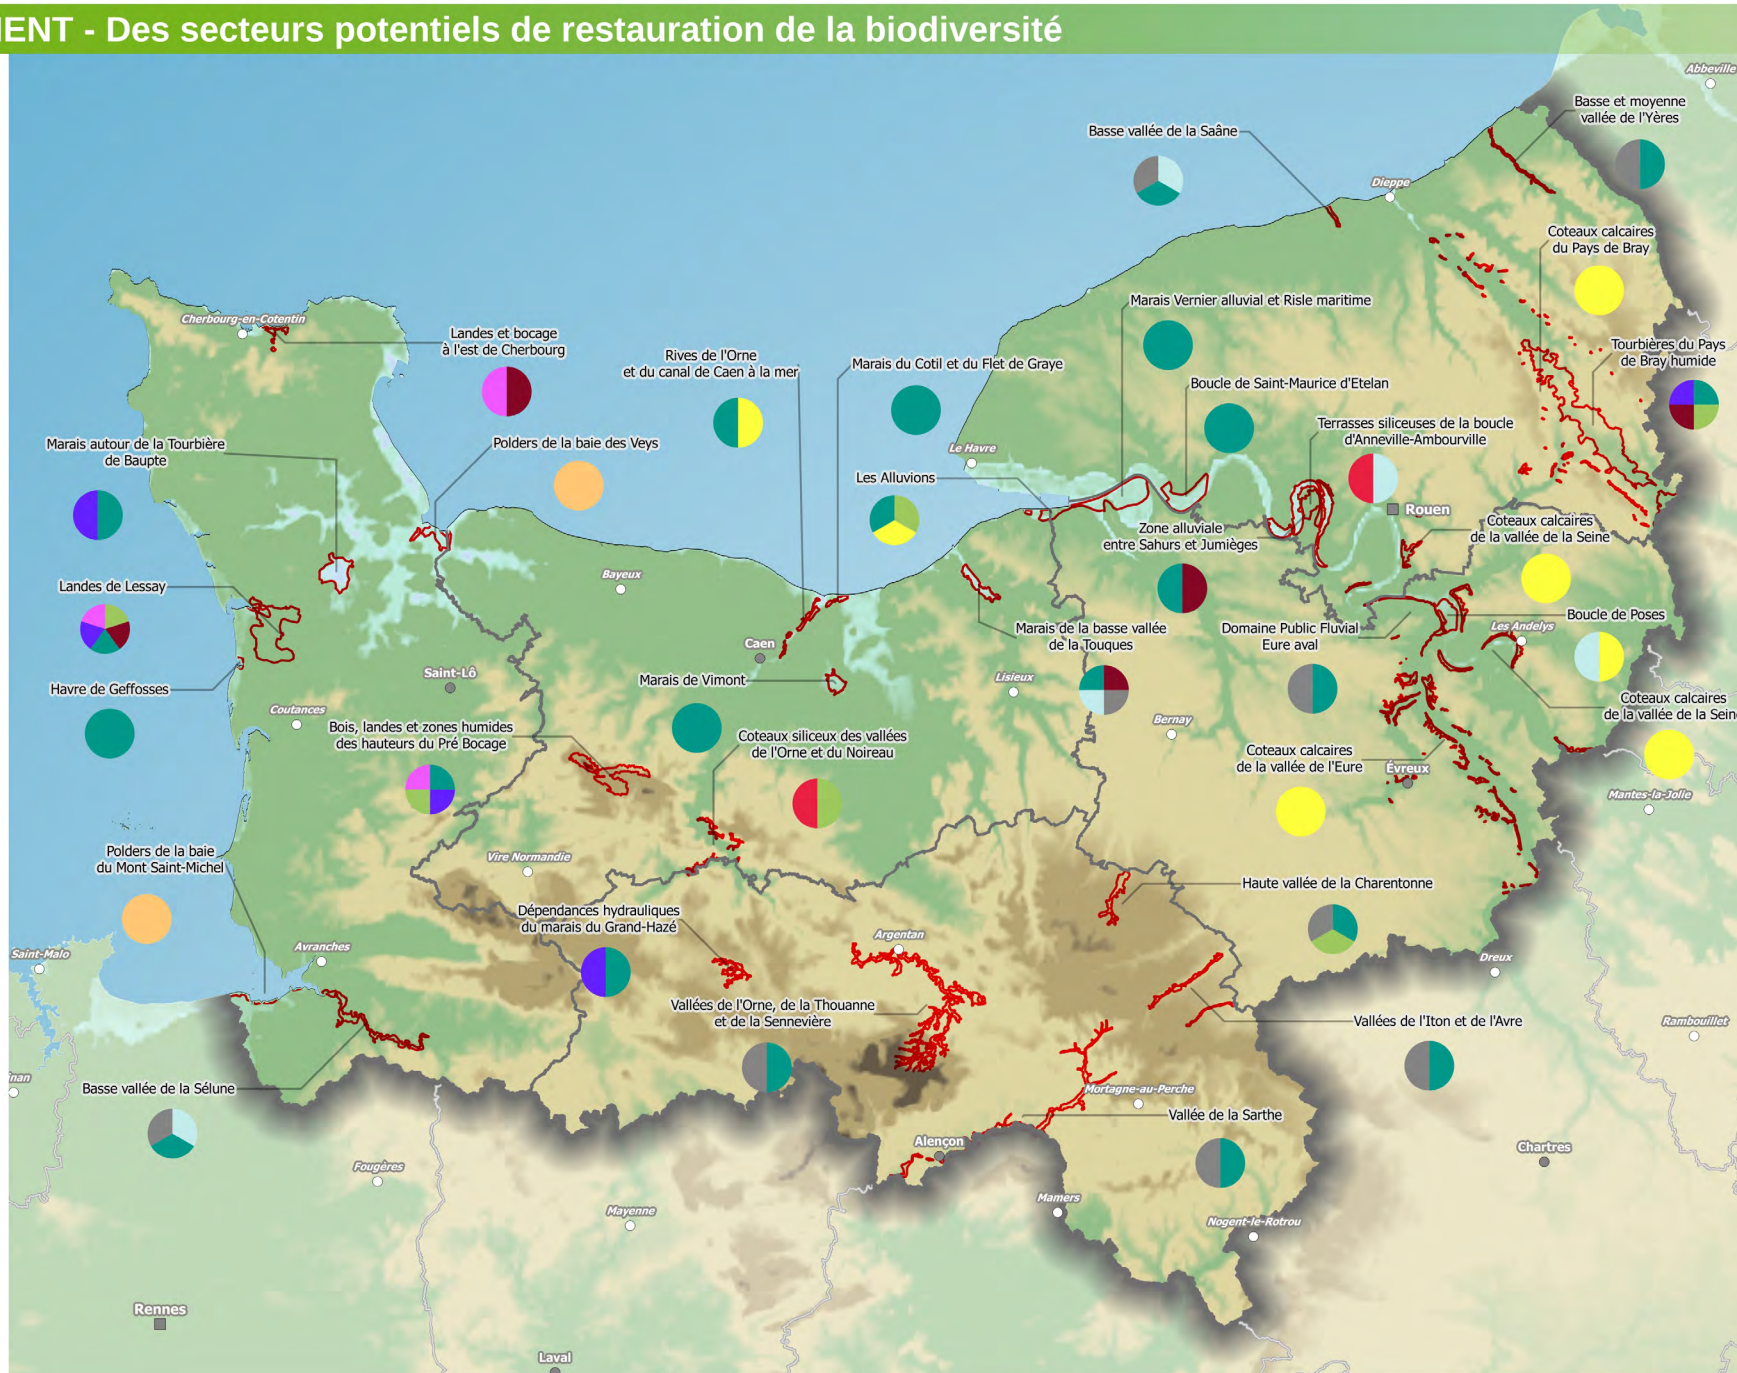 IENT - Des secteurs potentiels de restauration de la biodiversité
Abbeville
Basse et moyenne
vallée de l'Yères
Basse vallée de la Saâne
Dieppe
Coteaux calcaires
du Pays de Bray
Marais Vernier alluvial et Risle maritime
Cherbourg-en-Cotentin
Landes et bocage
à l'est de Cherbourg
Rives de l'Orne
et du canal de Caen à la mer
Marais du Cotil et du Flet de Graye
Tourbières du Pays
de Bray humide
Boucle de Saint-Maurice d'Etelan
Terrasses siliceuses de la boucle
d'Anneville-Ambourville
Marais autour de la Tourbière
de Baupte
Polders de la baie des Veys
Le Havre
Les Alluvions
Rouen
Zone alluviale
entre Sahurs et Jumièges
Coteaux calcaires
de la vallée de la Seine
Landes de Lessay
Bayeux
Marais de la basse vallée
de la Touques
Domaine Public Fluvial
Eure aval
Boucle de Poses
Les Andelys
Caen
Saint-Lô
Marais de Vimont
Lisieux
Havre de Geffosses
Coutances
Bernay
Coteaux calcaires
de la vallée de la Sein
Bois, landes et zones humides
des hauteurs du Pré Bocage
Coteaux siliceux des vallées
de l'Orne et du Noireau
Coteaux calcaires
de la vallée de l'Eure
Évreux
Mantes-la-Jolie
Polders de la baie
du Mont Saint-Michel
Vire Normandie
Haute vallée de la Charentonne
Dépendances hydrauliques
du marais du Grand-Hazé
Argentan
Saint-Malo
Avranches
Dreux
Vallées de l'Orne, de la Thouanne
et de la Sennevière
Vallées de l'Iton et de l'Avre
Rambouillet
inan
Basse vallée de la Sélune
Mortagne-au-Perche
Vallée de la Sarthe
Alençon
Chartres
Fougères
Mamers
Mayenne
Nogent-le-Rotrou
Rennes
Laval